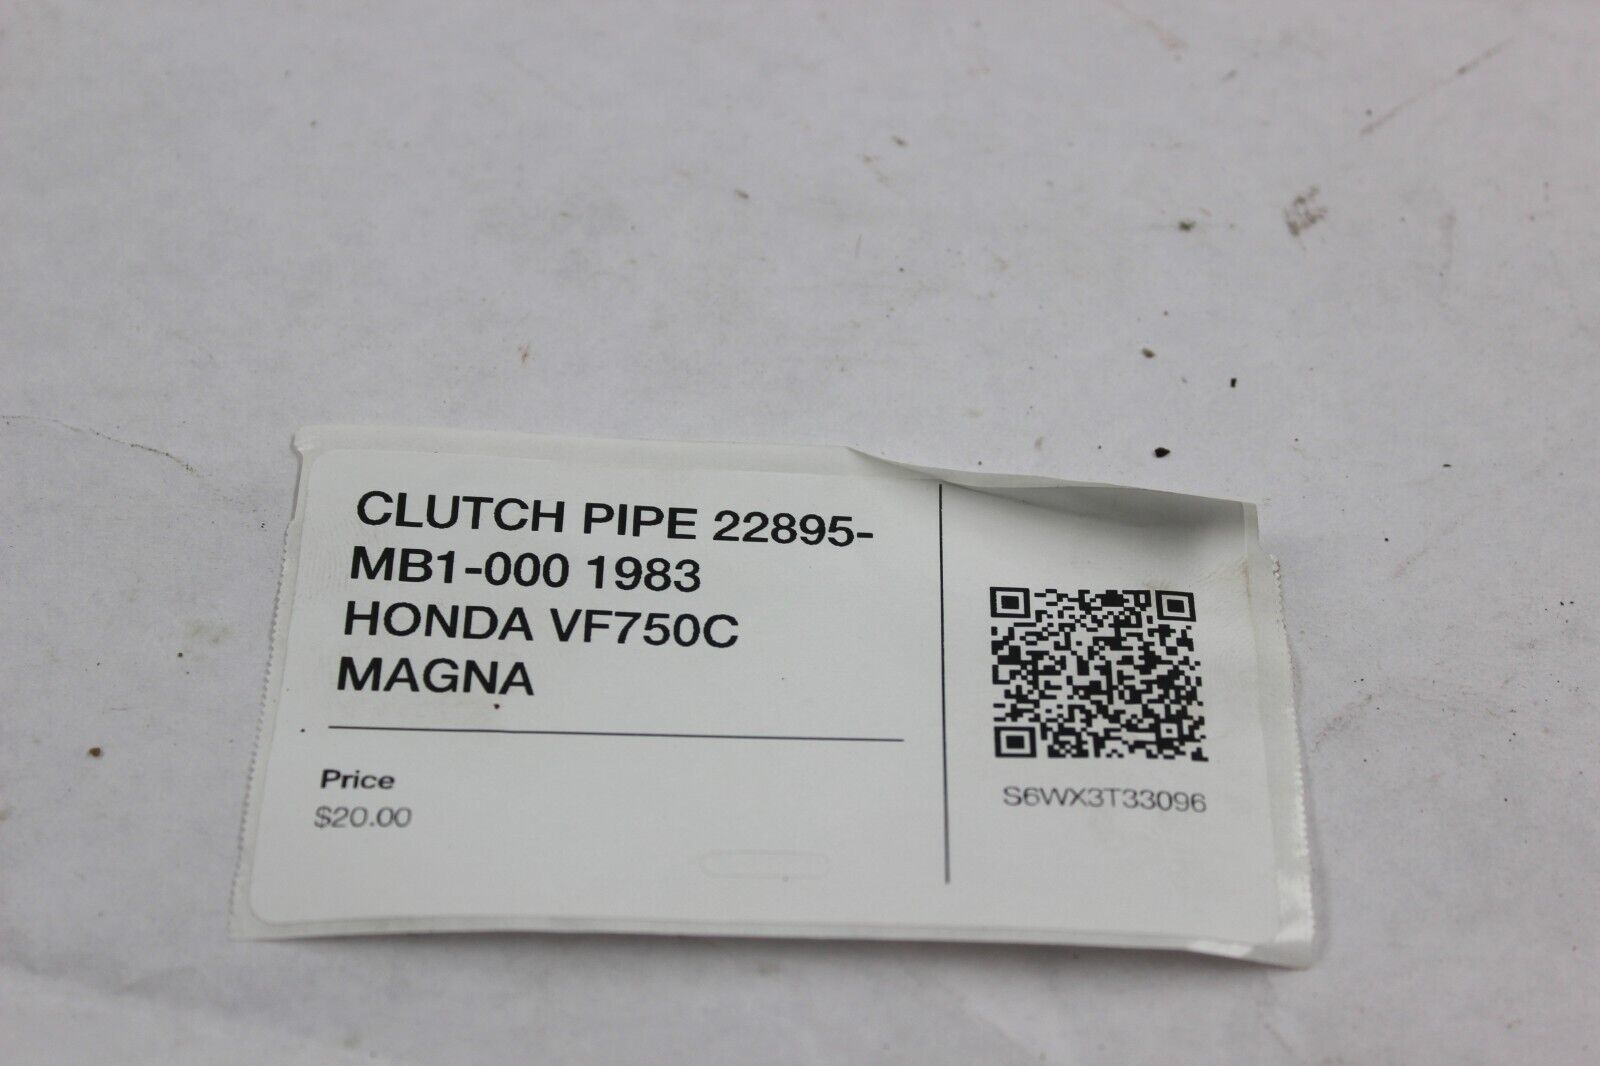 CLUTCH PIPE 22895-
MB1-000 1983
HONDA VF750C
MAGNA
Price
$20.00
S6WX3T33096